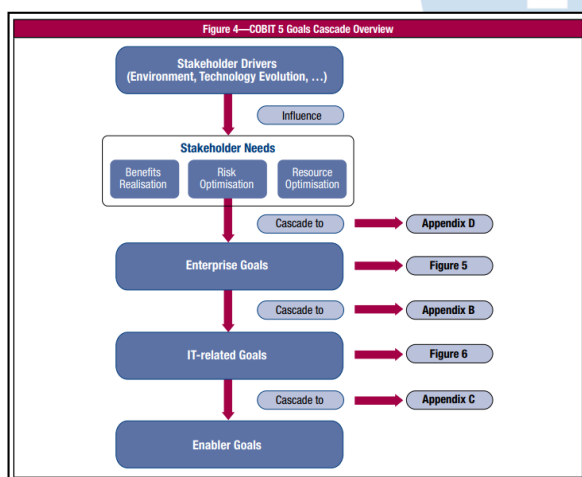 Figure 4—COBIT 5 Goals Cascade Overview
Stakeholder Drivers
(Environment, Technology Evolution, …)
Influence
Stakeholder Needs
Benefits
Realisation
Risk
Optimisation
Resource
Optimisation
Cascade to
Appendix D
Enterprise Goals
Figure 5
Cascade to
Appendix B
IT-related Goals
Figure 6
Cascade to
Appendix C
Enabler Goals